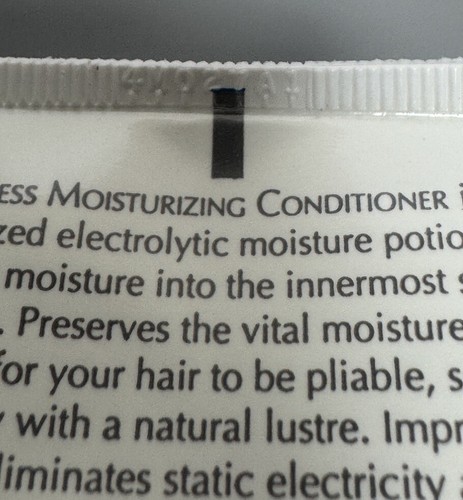 ESS MOISTURIZING CONDITIONER
zed electrolytic moisture potio
moisture into the innermost s
. Preserves the vital moisture
for your hair to be pliable, s
with a natural lustre. Impr
liminates static electricity